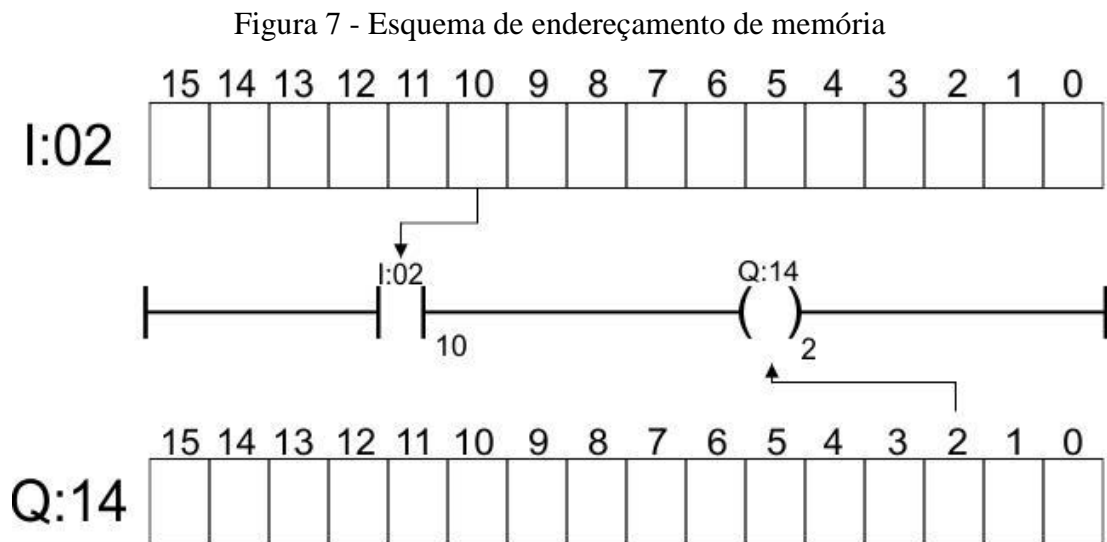 Figura 7 - Esquema de endereçamento de memória
15 14 13 12 11 10 9 8 7 6 5 4 3 2 1 0
I:02
I:02 Q:14
10 2
15 14 13 12 11 10 9 8 7 6 5 4 3 2 1 0
Q:14